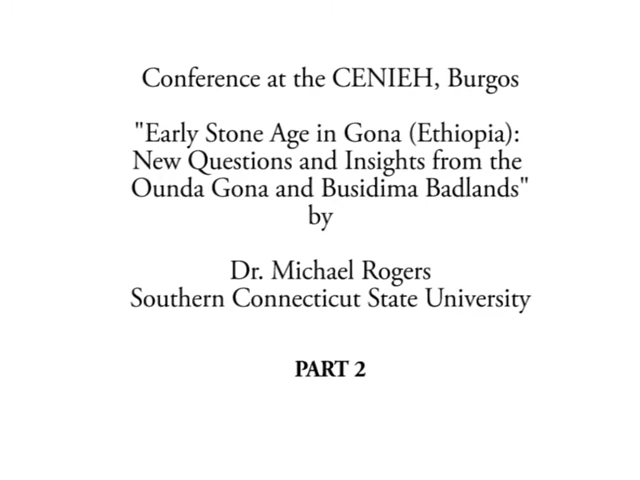 Conference at the CENIEH, Burgos
"Early Stone Age in Gona (Ethiopia):
New Questions and Insights from the
Ounda Gona and Busidima Badlands"
by
Dr. Michael Rogers
Southern Connecticut State University
PART 2